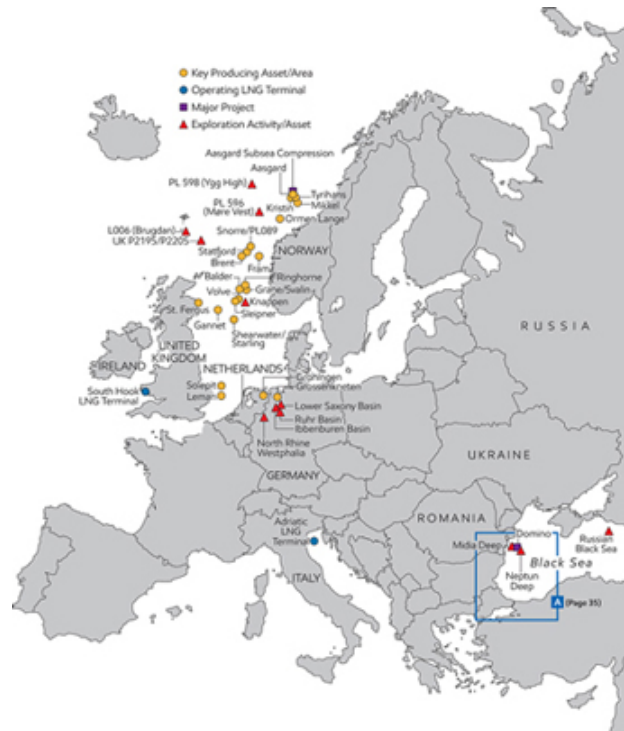 Key Producing Asset/Area
Operating LNG Terminal
Major Project
Exploration Activity/Asset
Aasgard Subsea Compression
Aasgard
PL 598 (Ygg High)
Tyrihans
Mikkel
Kristin
PL 596
(Møre Vest)
Ormen Lange
L006 (Brugdan)
UK P2195/P2205
Snorre/PL089
Statfjord
Brent
Fram
NORWAY
Balder
Ringhorne
Volve
Grane/Svalin
St. Fergus
Knappen
Sleipner
Gannet
Shearwater/
Starling
RUSSIA
UNITED
KINGDOM
IRELAND
NETHERLANDS
Groningen
Grossenkneten
South Hook
LNG Terminal
Solepit
Leman
Lower Saxony Basin
Ruhr Basin
Ibbenburen Basin
North Rhine
Westphalia
GERMANY
UKRAINE
ROMANIA
Adriatic
LNG
Terminal
ITALY
Domino
Midia Deep
Russian
Black Sea
Black Sea
Neptun
Deep
A (Page 35)